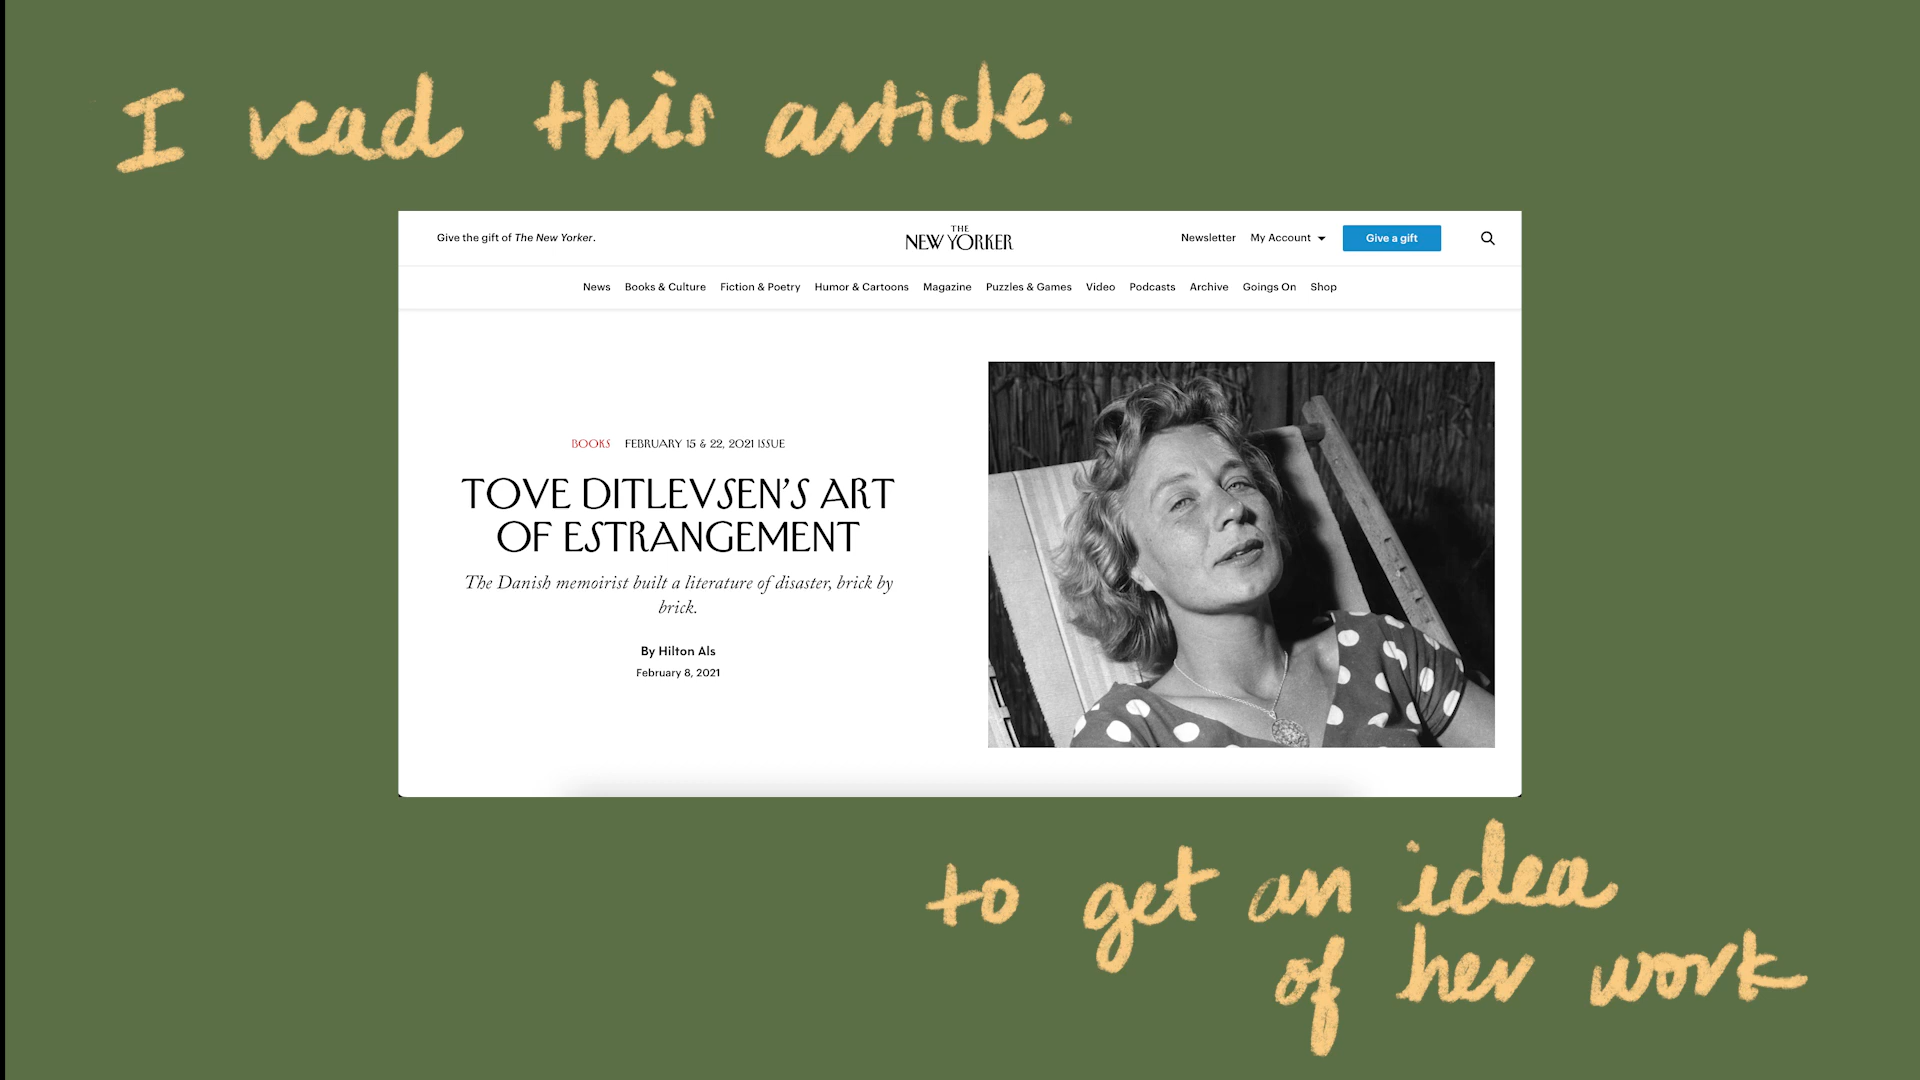 I read this article.
Give the gift of The New Yorker.
THE
NEW YORKER
Newsletter My Account Give a gift
News Books & Culture Fiction & Poetry Humor & Cartoons Magazine Puzzles & Games Video Podcasts Archive Goings On Shop
BOOKS FEBRUARY 15 & 22, 2021 ISSUE
TOVE DITLEVSEN'S ART
OF ESTRANGEMENT
The Danish memoirist built a literature of disaster, brick by
brick.
By Hilton Als
February 8, 2021
to get an idea
of her work